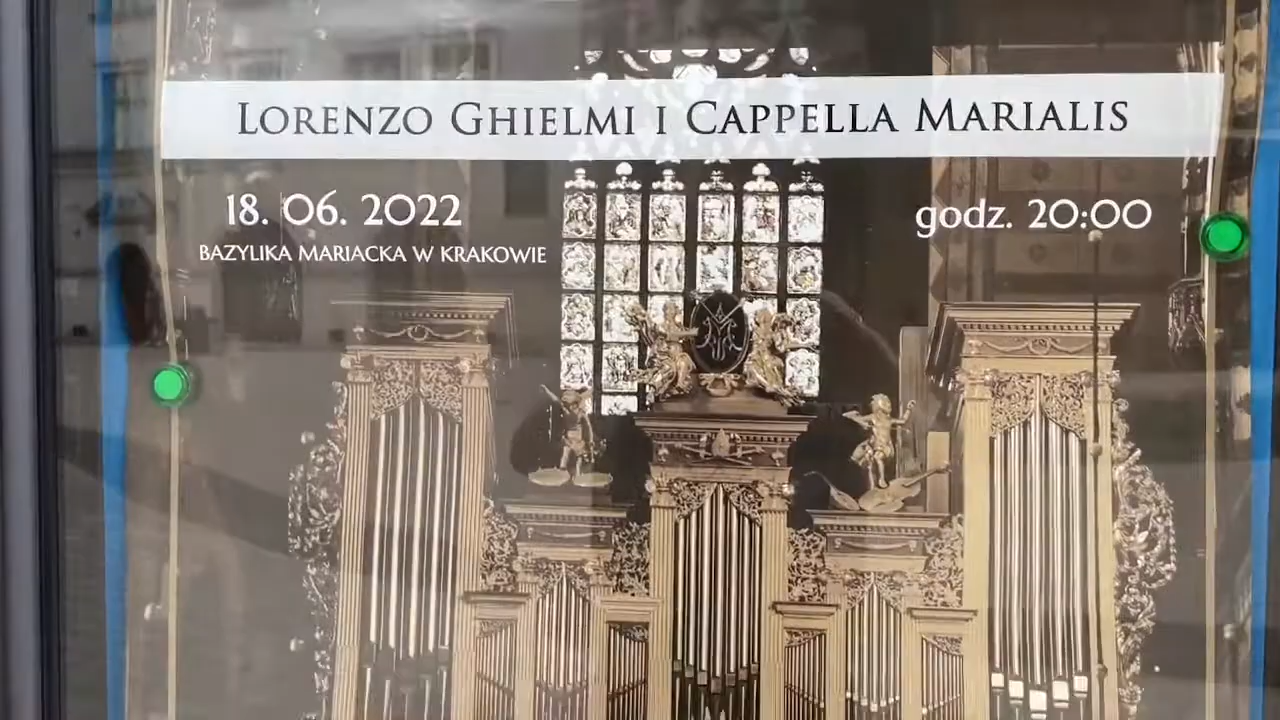 LORENZO GHIELMI I CAPPELLA MARIALIS
18. 06. 2022
godz. 20:00
BAZYLIKA MARIACKA W KRAKOWIE